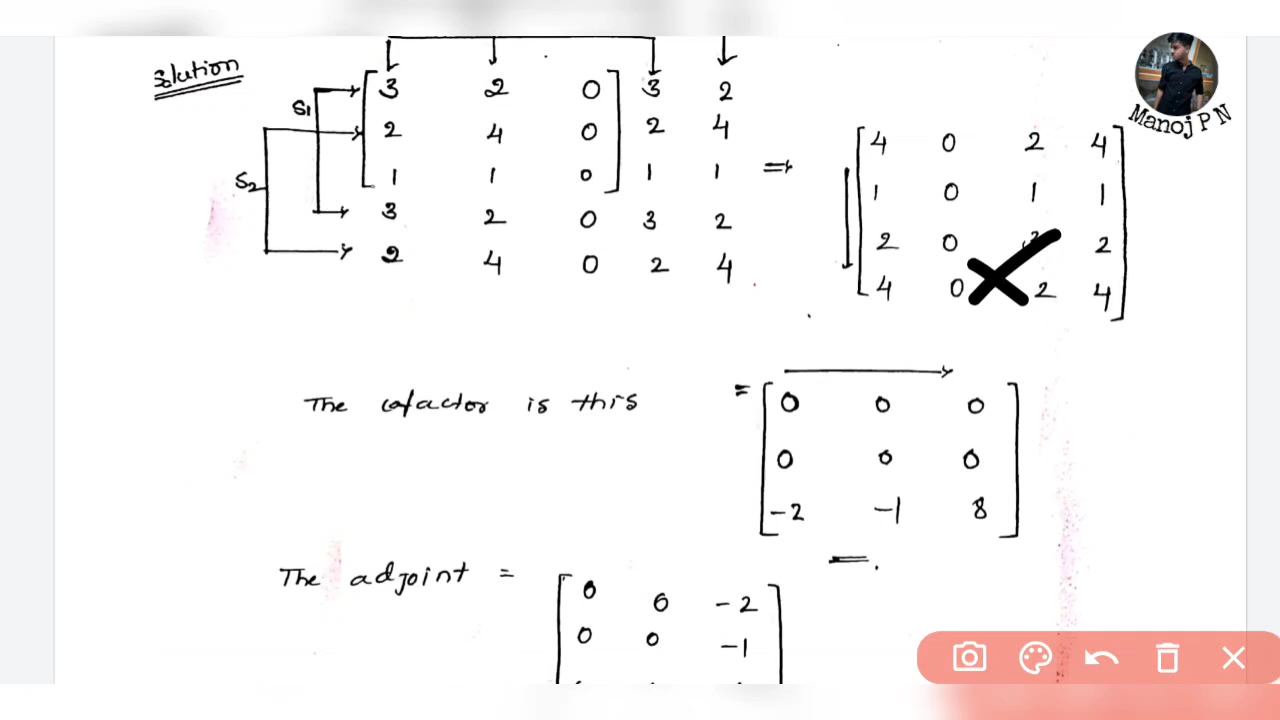 Solution
S1
S2
3 2 0 3 2
2 4 0 2 4
1 1 0 1 1
3 2 0 3 2
2 4 0 2 4
⇒
4 0 2 4
1 0 1 1
2 0 2
4 0 2 4
Manoj P N
The cofactor is this =
0 0 0
0 0 0
-2 -1 8
The adjoint =
0 0 -2
0 0 -1